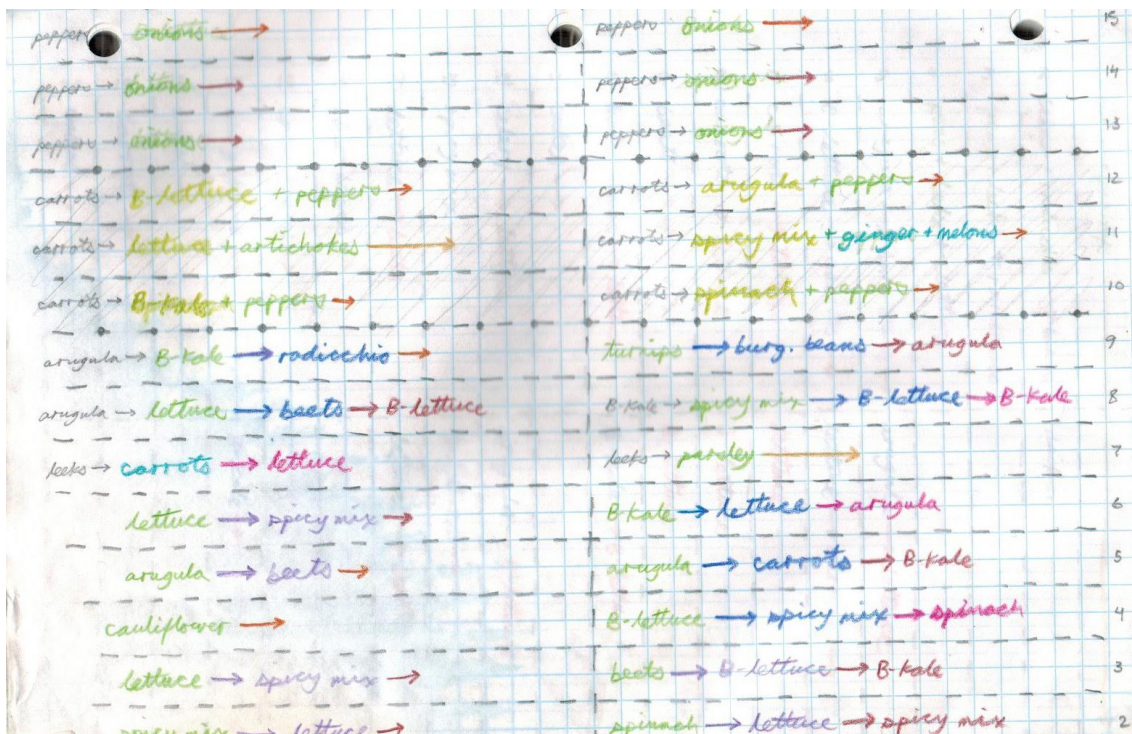 peppers onions → peppers onions → 15
peppers → onions → peppers → onions → 14
peppers → onions → peppers → onions → 13
carrots → B-lettuce + peppers → carrots → arugula + peppers → 12
carrots → lettuce + artichokes → carrots → spicy mix + ginger + melons → 11
carrots → B-Kale + peppers → carrots → spinach + peppers → 10
arugula → B-Kale → radicchio → turnips → burg. beans → arugula 9
arugula → lettuce → beets → B-lettuce B-Kale → spicy mix → B-lettuce → B-Kale 8
leeks → carrots → lettuce leeks → parsley → 7
lettuce → spicy mix → B-Kale → lettuce → arugula 6
arugula → beets → arugula → carrots → B-Kale 5
cauliflower → B-lettuce → spicy mix → spinach 4
lettuce → spicy mix → beets → B-lettuce → B-Kale 3
spicy mix → lettuce → spinach → lettuce → spicy mix 2